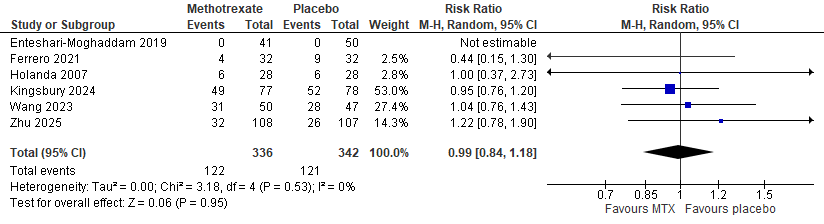 Methotrexate Placebo Risk Ratio Risk Ratio
Study or Subgroup Events Total Events Total Weight M-H, Random, 95% CI M-H, Random, 95% CI
Enteshari-Moghaddam 2019 0 41 0 50 Not estimable
Ferrero 2021 4 32 9 32 2.5% 0.44 [0.15, 1.30]
Holanda 2007 6 28 6 28 2.8% 1.00 [0.37, 2.73]
Kingsbury 2024 49 77 52 78 53.0% 0.95 [0.76, 1.20]
Wang 2023 31 50 28 47 27.4% 1.04 [0.76, 1.43]
Zhu 2025 32 108 26 107 14.3% 1.22 [0.78, 1.90]
Total (95% CI) 336 342 100.0% 0.99 [0.84, 1.18]
Total events 122 121
Heterogeneity: Tau² = 0.00; Chi² = 3.18, df = 4 (P = 0.53); I² = 0%
Test for overall effect: Z = 0.06 (P = 0.95)
0.7 0.85 1 1.2 1.5
Favours MTX Favours placebo